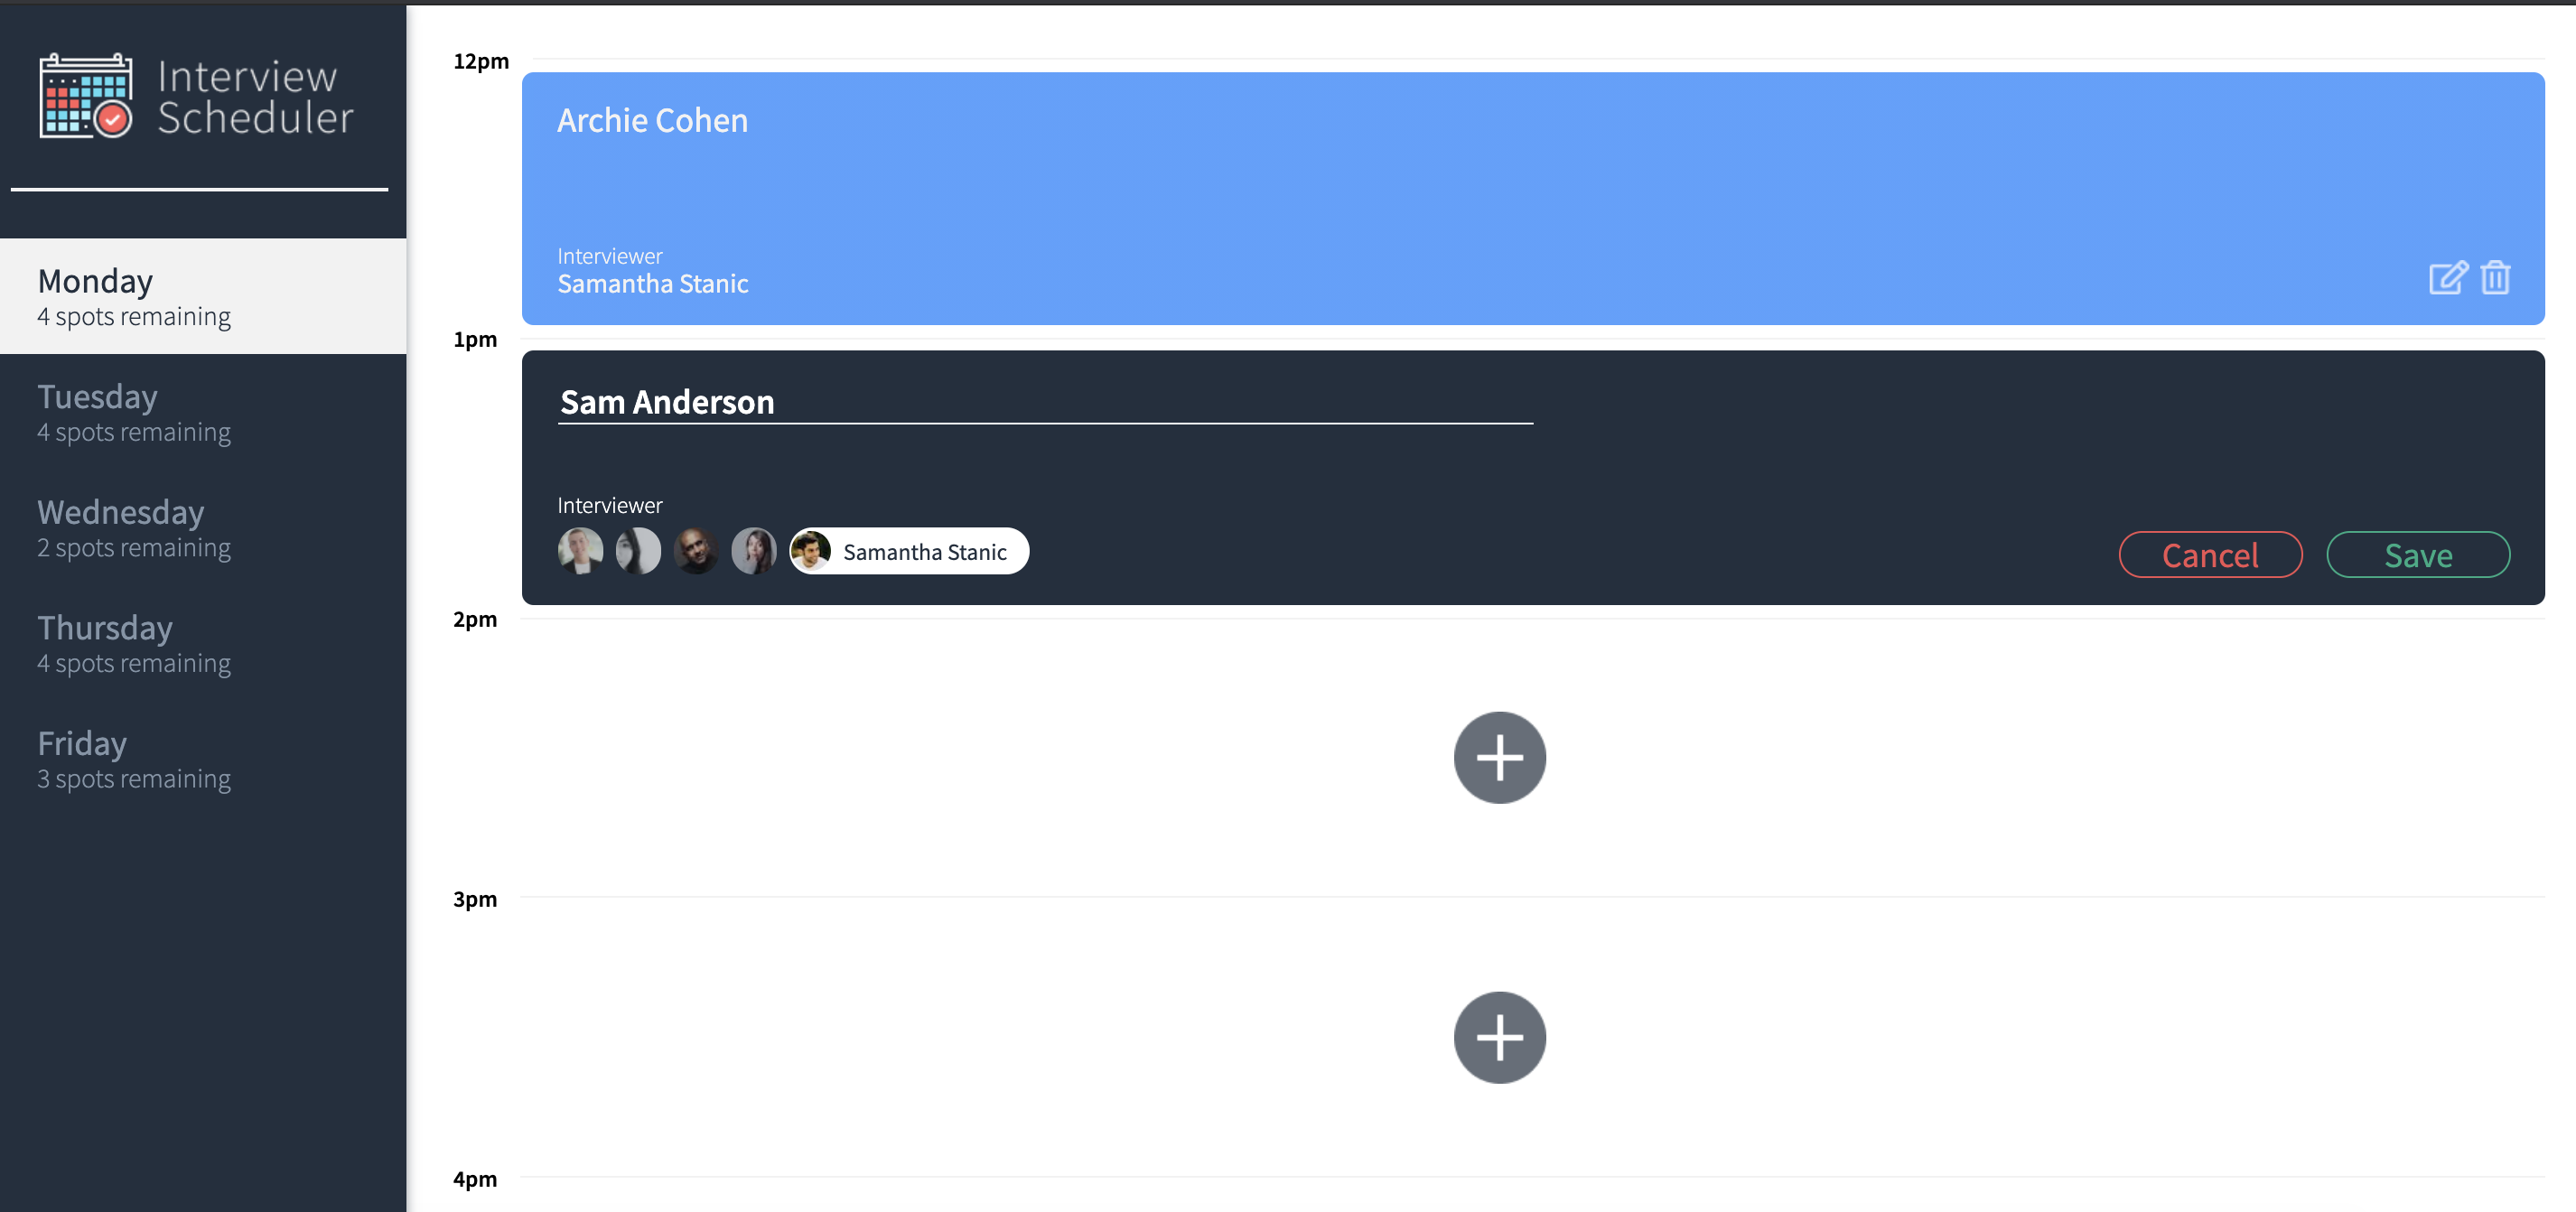 Interview
Scheduler
Monday
4 spots remaining
Tuesday
4 spots remaining
Wednesday
2 spots remaining
Thursday
4 spots remaining
Friday
3 spots remaining
12pm
Archie Cohen
Interviewer
Samantha Stanic
1pm
Sam Anderson
Interviewer
Samantha Stanic
Cancel
Save
2pm
3pm
4pm